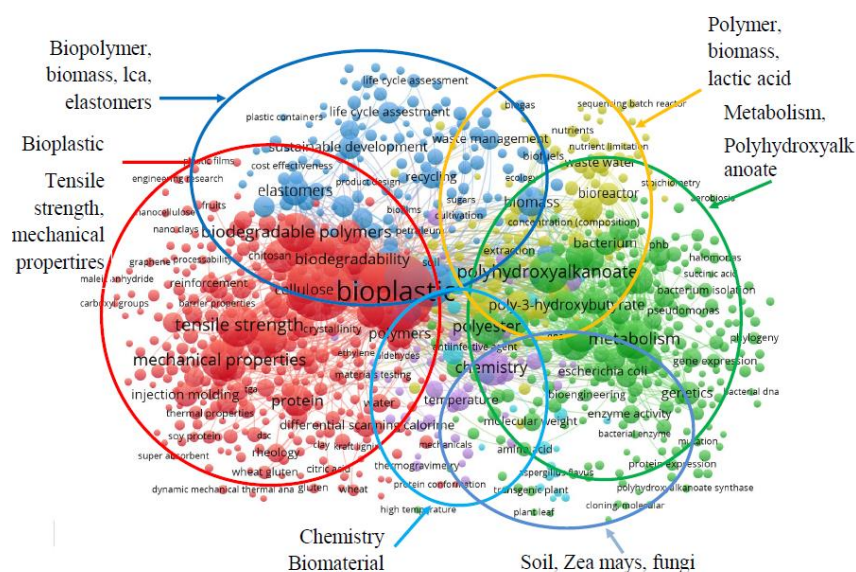 Biopolymer,
biomass, lca,
elastomers
Bioplastic
Tensile
strength,
mechanical
propertires
Polymer,
biomass,
lactic acid
Metabolism,
Polyhydroxyalk
anoate
Chemistry
Biomaterial
Soil, Zea mays, fungi
life cycle assessment
life cycle assestment
plastic containers
sustainable development
waste management
biogas
sequencing batch reactor
nutrients
nutrient limitation
biofuels
waste water
engineering research
cost effectiveness
product design
recycling
ecology
stoichiometry
aerobiosis
elastomers
sugars
biomass
bioreactor
nanocellulose
fruits
biofilms
cultivation
concentration (composition)
nano clays
biodegradable polymers
petroleum
bacterium
phb
extraction
graphene
processability
chitosan
biodegradability
soil
polyhydroxyalkanoate
halomonas
succinic acid
maleic anhydride
reinforcement
cellulose
bioplastic
bacterium isolation
carboxyl groups
barrier properties
poly-3-hydroxybutyrate
pseudomonas
tensile strength
crystallinity
polymers
polyester
metabolism
phylogeny
mechanical properties
ethylene
aldehydes
chemistry
gene expression
escherichia coli
materials testing
injection molding
tga
bioengineering
genetics
bacterial dna
thermal properties
protein
water
temperature
enzyme activity
molecular weight
soy protein
dsc
differential scanning calorime
bacterial enzyme
mutation
super absorbent
rheology
clay
kraft lignin
mechanicals
amino acid
wheat gluten
citric acid
thermogravimetry
aspergillus flavus
protein expression
dynamic mechanical thermal ana
gluten
wheat
protein conformation
transgenic plant
polyhydroxyalkanoate synthase
high temperature
plant leaf
cloning molecular